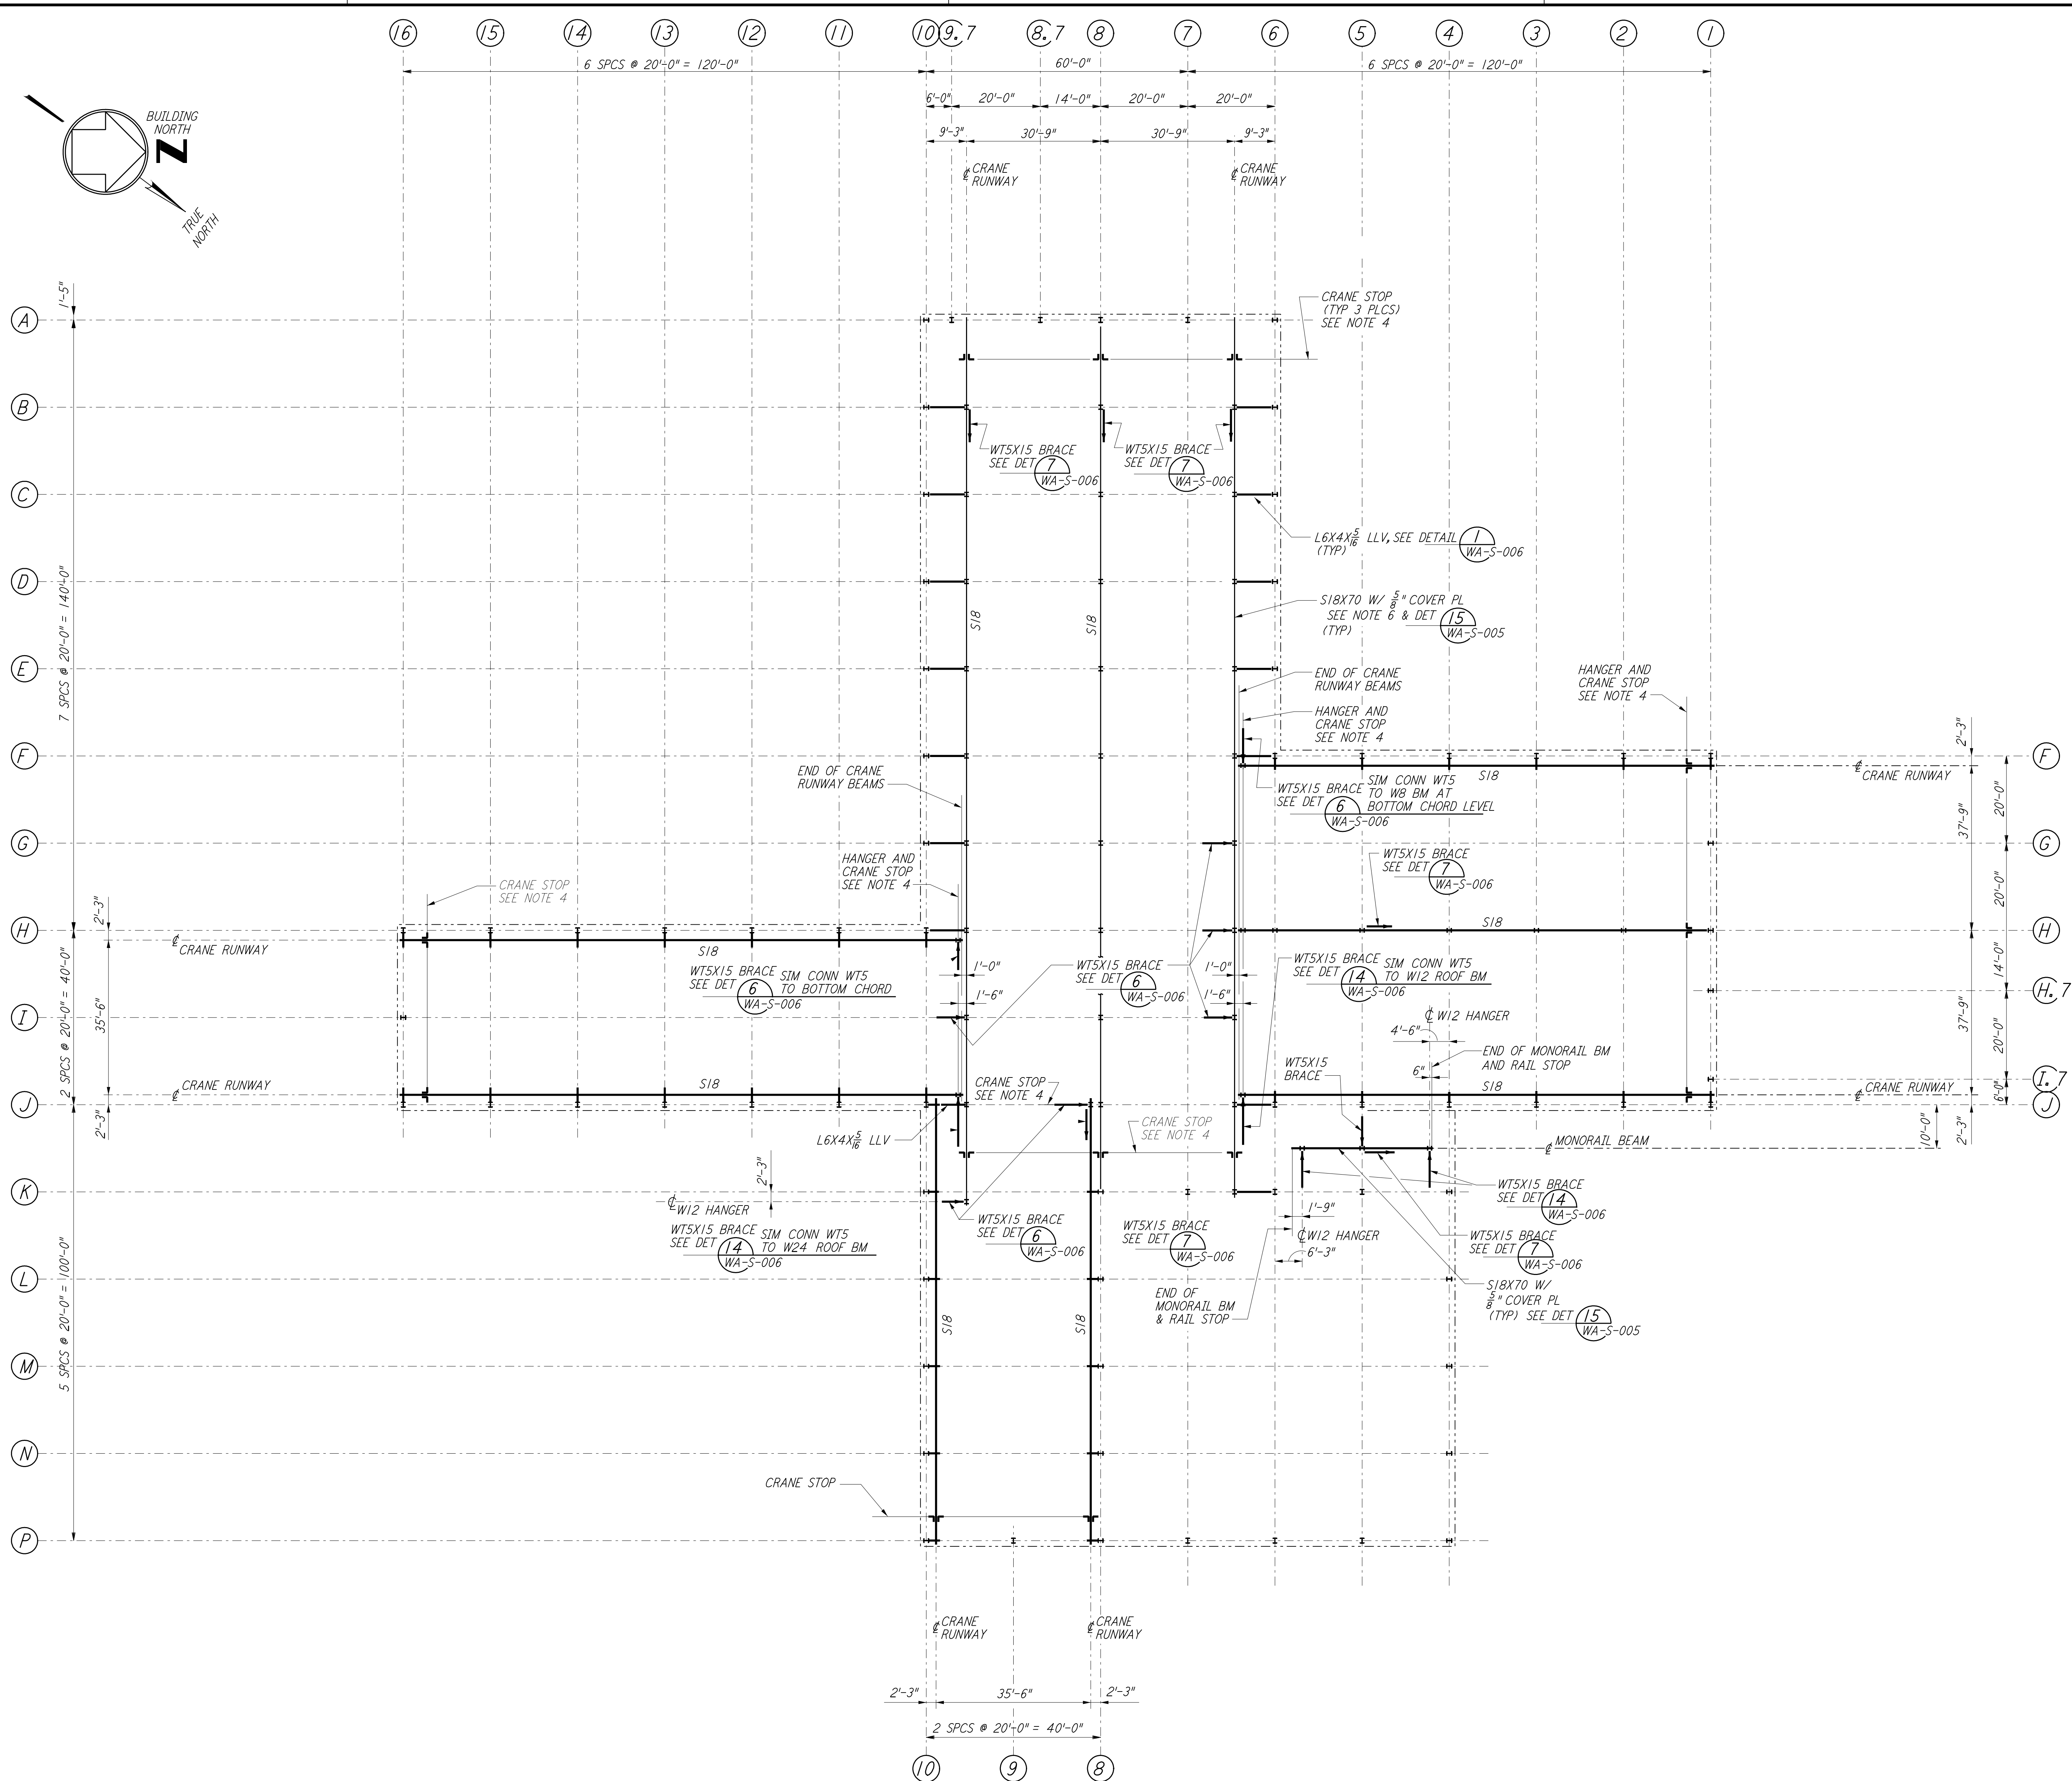 16 15 14 13 12 11 10 9.7 8.7 8 7 6 5 4 3 2 1
6 SPCS @ 20'-0" = 120'-0" 60'-0" 6 SPCS @ 20'-0" = 120'-0"
6'-0" 20'-0" 14'-0" 20'-0" 20'-0"
9'-3" 30'-9" 30'-9" 9'-3"
BUILDING
NORTH
N
TRUE
NORTH
℄ CRANE
RUNWAY
℄ CRANE
RUNWAY
1'-5"
A
B
C
D
E
F
G
H
I
J
K
L
M
N
P
7 SPCS @ 20'-0" = 140'-0"
2 SPCS @ 20'-0" = 40'-0"
5 SPCS @ 20'-0" = 100'-0"
2'-3"
35'-6"
2'-3"
CRANE STOP
(TYP 3 PLCS)
SEE NOTE 4
WT5X15 BRACE
SEE DET 7
WA-S-006
WT5X15 BRACE
SEE DET 7
WA-S-006
L6X4X5/16 LLV, SEE DETAIL 1
(TYP)
WA-S-006
S18X70 W/ 5/8" COVER PL
SEE NOTE 6 & DET 15
(TYP)
WA-S-005
S18
S18
END OF CRANE
RUNWAY BEAMS
HANGER AND
CRANE STOP
SEE NOTE 4
HANGER AND
CRANE STOP
SEE NOTE 4
END OF CRANE
RUNWAY BEAMS
S18
WT5X15 BRACE
SEE DET 6
WA-S-006
SIM CONN WT5
TO W8 BM AT
BOTTOM CHORD LEVEL
℄ CRANE RUNWAY
F
G
H
H.7
I.7
J
2'-3"
37'-9"
37'-9"
2'-3"
20'-0"
20'-0"
14'-0"
20'-0"
6'-0"
10'-0"
HANGER AND
CRANE STOP
SEE NOTE 4
WT5X15 BRACE
SEE DET 7
WA-S-006
CRANE STOP
SEE NOTE 4
℄ CRANE RUNWAY
S18
S18
WT5X15 BRACE
SEE DET 6
WA-S-006
SIM CONN WT5
TO BOTTOM CHORD
1'-0"
1'-6"
WT5X15 BRACE
SEE DET 6
WA-S-006
1'-0"
1'-6"
WT5X15 BRACE
SEE DET 14
WA-S-006
SIM CONN WT5
TO W12 ROOF BM
℄ W12 HANGER
4'-6"
END OF MONORAIL BM
AND RAIL STOP
6"
WT5X15
BRACE
℄ CRANE RUNWAY
S18
CRANE STOP
SEE NOTE 4
S18
℄ CRANE RUNWAY
CRANE STOP
SEE NOTE 4
L6X4X5/16 LLV
℄ MONORAIL BEAM
2'-3"
℄ W12 HANGER
WT5X15 BRACE
SEE DET 14
WA-S-006
SIM CONN WT5
TO W24 ROOF BM
WT5X15 BRACE
SEE DET 6
WA-S-006
WT5X15 BRACE
SEE DET 7
WA-S-006
1'-9"
℄ W12 HANGER
6'-3"
WT5X15 BRACE
SEE DET 14
WA-S-006
WT5X15 BRACE
SEE DET 7
WA-S-006
END OF
MONORAIL BM
& RAIL STOP
S18X70 W/
5/8" COVER PL
(TYP) SEE DET 15
WA-S-005
S18
S18
CRANE STOP
℄ CRANE
RUNWAY
℄ CRANE
RUNWAY
2'-3" 35'-6" 2'-3"
2 SPCS @ 20'-0" = 40'-0"
10 9 8